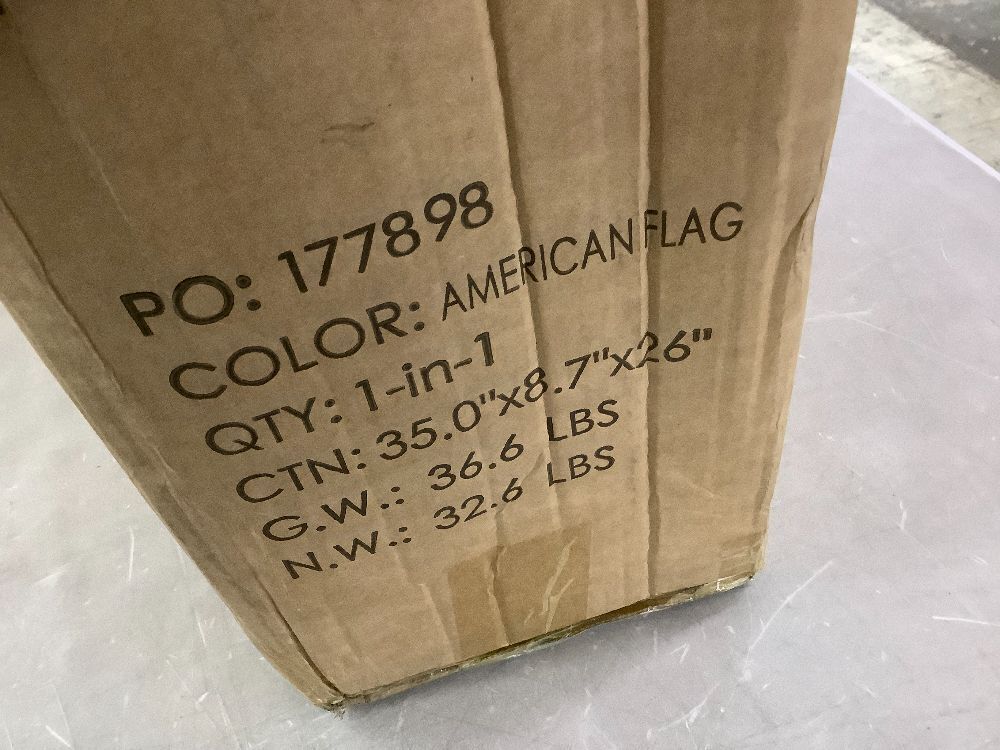 PO: 177898
COLOR: AMERICAN FLAG
QTY: 1-in-1
CTN: 35.0"x8.7"x26"
G.W.: 36.6 LBS
N.W.: 32.6 LBS